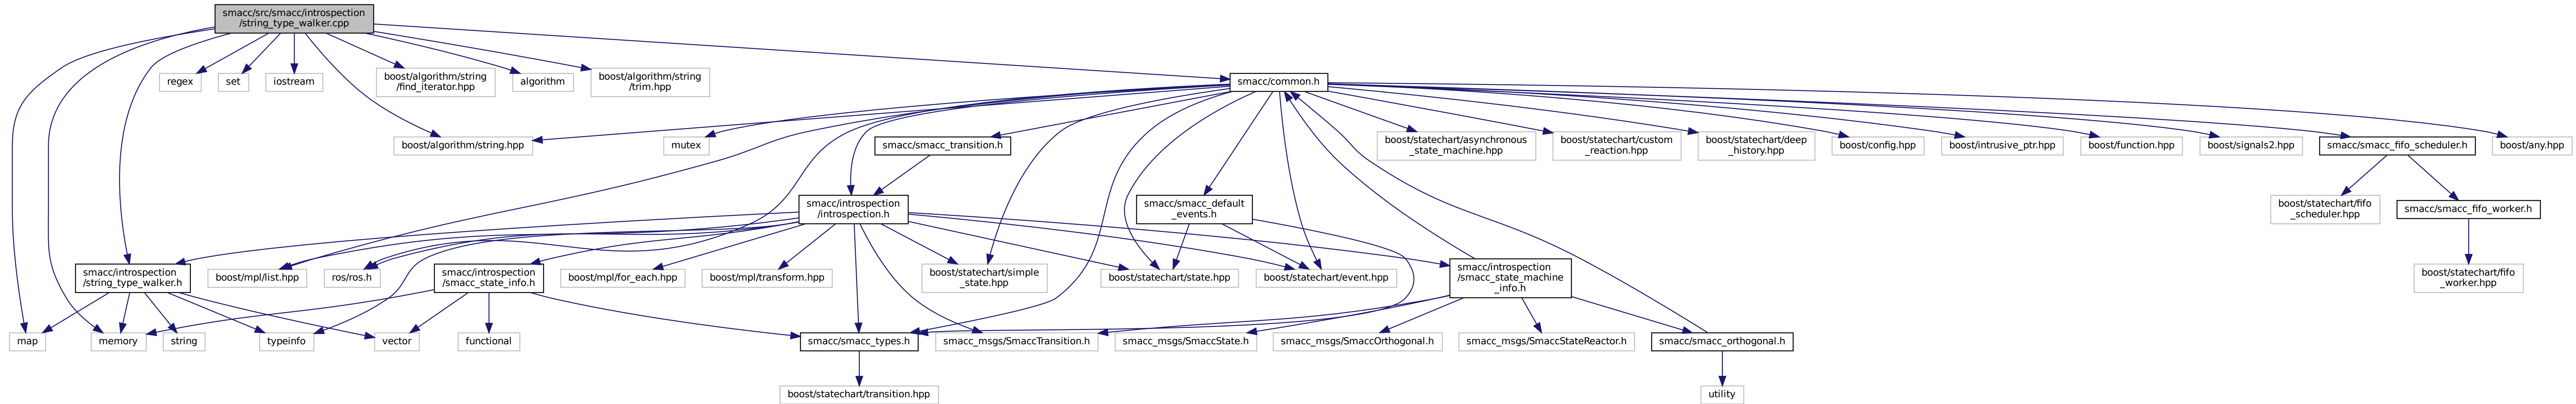 smacc/src/smacc/introspection
/string_type_walker.cpp
regex
set
iostream
boost/algorithm/string
/find_iterator.hpp
algorithm
boost/algorithm/string
/trim.hpp
smacc/common.h
boost/algorithm/string.hpp
mutex
smacc/smacc_transition.h
boost/statechart/asynchronous
_state_machine.hpp
boost/statechart/custom
_reaction.hpp
boost/statechart/deep
_history.hpp
boost/config.hpp
boost/intrusive_ptr.hpp
boost/function.hpp
boost/signals2.hpp
smacc/smacc_fifo_scheduler.h
boost/any.hpp
smacc/introspection
/introspection.h
smacc/smacc_default
_events.h
boost/statechart/fifo
_scheduler.hpp
smacc/smacc_fifo_worker.h
smacc/introspection
/string_type_walker.h
boost/mpl/list.hpp
ros/ros.h
smacc/introspection
/smacc_state_info.h
boost/mpl/for_each.hpp
boost/mpl/transform.hpp
boost/statechart/simple
_state.hpp
boost/statechart/state.hpp
boost/statechart/event.hpp
smacc/introspection
/smacc_state_machine
_info.h
boost/statechart/fifo
_worker.hpp
map
memory
string
typeinfo
vector
functional
smacc/smacc_types.h
smacc_msgs/SmaccTransition.h
smacc_msgs/SmaccState.h
smacc_msgs/SmaccOrthogonal.h
smacc_msgs/SmaccStateReactor.h
smacc/smacc_orthogonal.h
boost/statechart/transition.hpp
utility